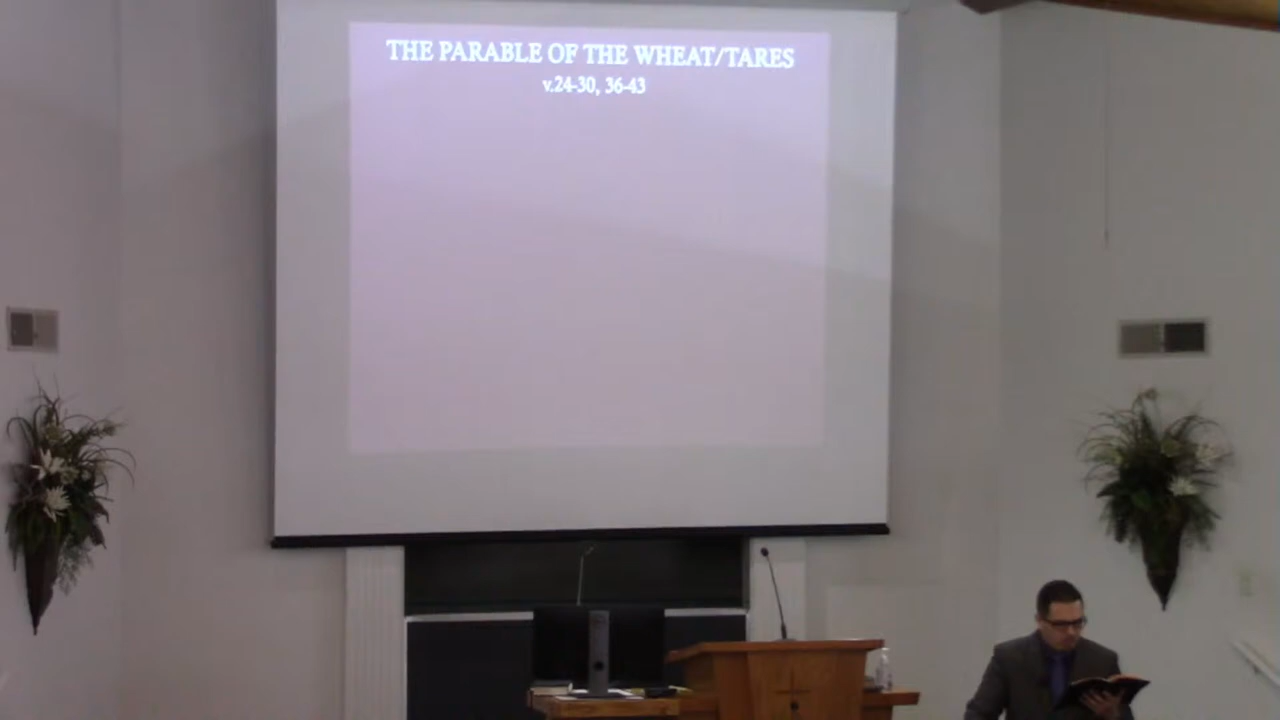 THE PARABLE OF THE WHEAT/TARES
v.24-30, 36-43